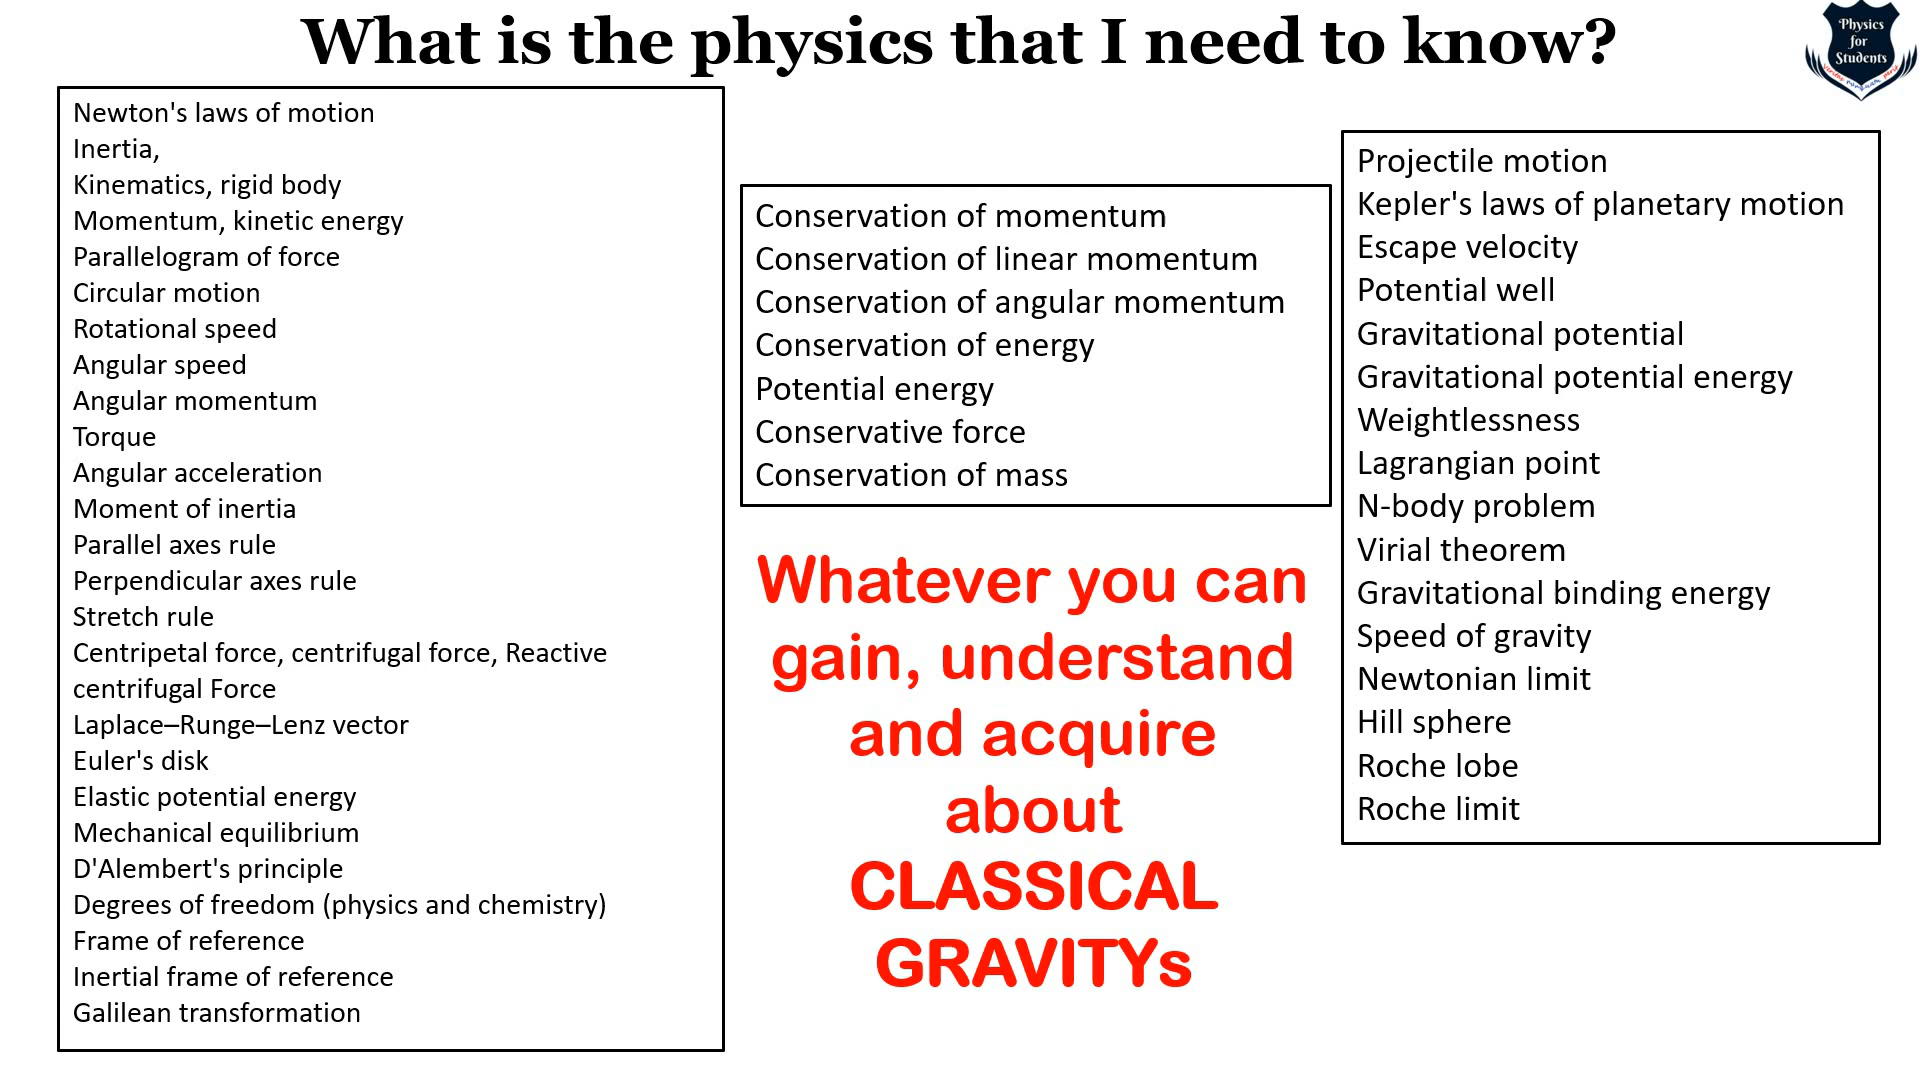 What is the physics that I need to know?
Physics
for
Students
Newton's laws of motion
Inertia,
Kinematics, rigid body
Momentum, kinetic energy
Parallelogram of force
Circular motion
Rotational speed
Angular speed
Angular momentum
Torque
Angular acceleration
Moment of inertia
Parallel axes rule
Perpendicular axes rule
Stretch rule
Centripetal force, centrifugal force, Reactive
centrifugal Force
Laplace–Runge–Lenz vector
Euler's disk
Elastic potential energy
Mechanical equilibrium
D'Alembert's principle
Degrees of freedom (physics and chemistry)
Frame of reference
Inertial frame of reference
Galilean transformation
Conservation of momentum
Conservation of linear momentum
Conservation of angular momentum
Conservation of energy
Potential energy
Conservative force
Conservation of mass
Whatever you can
gain, understand
and acquire
about
CLASSICAL
GRAVITYs
Projectile motion
Kepler's laws of planetary motion
Escape velocity
Potential well
Gravitational potential
Gravitational potential energy
Weightlessness
Lagrangian point
N-body problem
Virial theorem
Gravitational binding energy
Speed of gravity
Newtonian limit
Hill sphere
Roche lobe
Roche limit